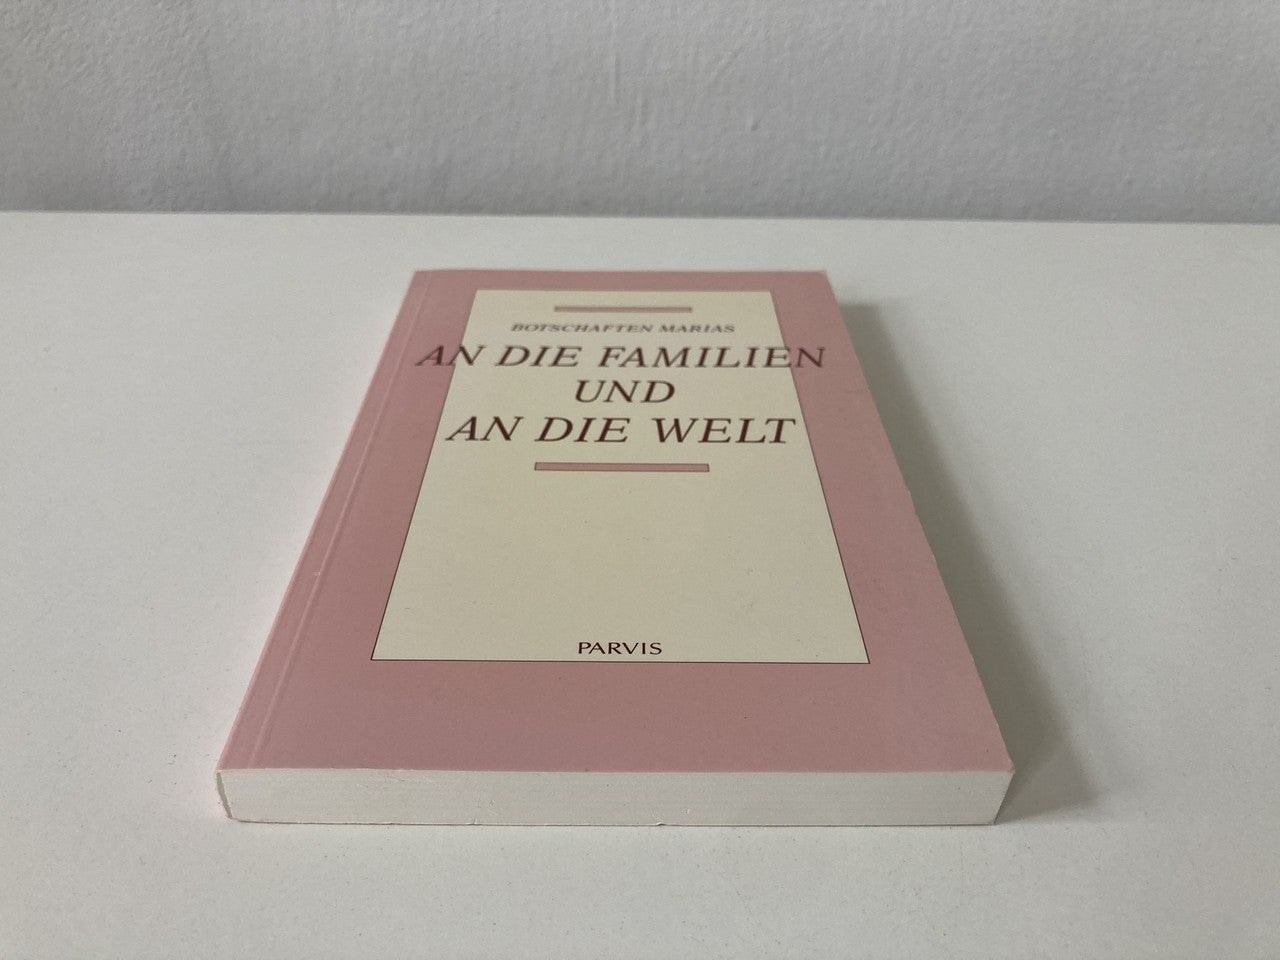 BOTSCHAFTEN MARIAS
AN DIE FAMILIEN
UND
AN DIE WELT
PARVIS